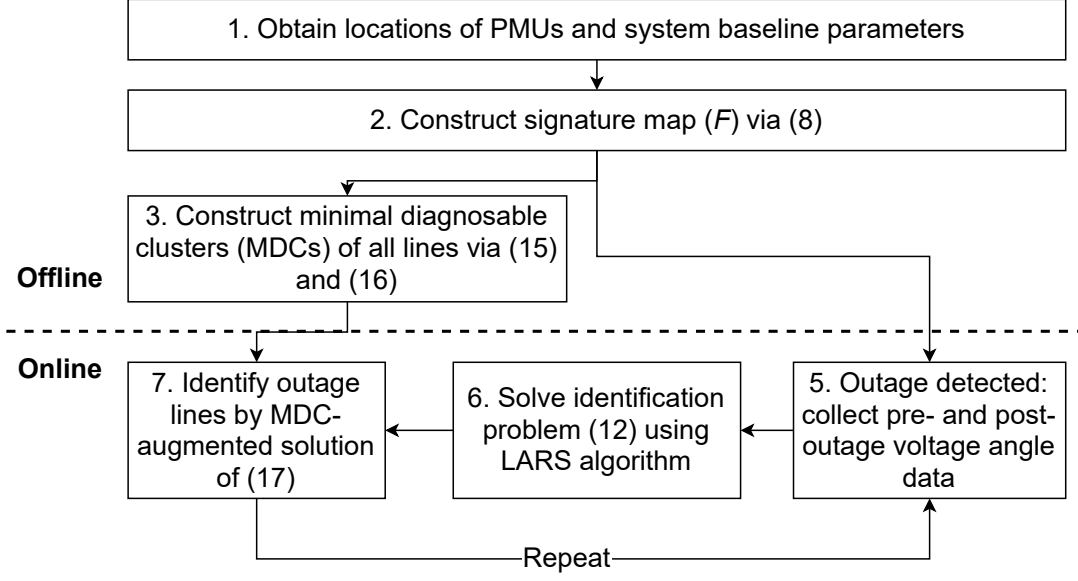 1. Obtain locations of PMUs and system baseline parameters
2. Construct signature map (F) via (8)
3. Construct minimal diagnosable
clusters (MDCs) of all lines via (15)
and (16)
Offline
Online
7. Identify outage
lines by MDC-
augmented solution
of (17)
6. Solve identification
problem (12) using
LARS algorithm
5. Outage detected:
collect pre- and post-
outage voltage angle
data
Repeat